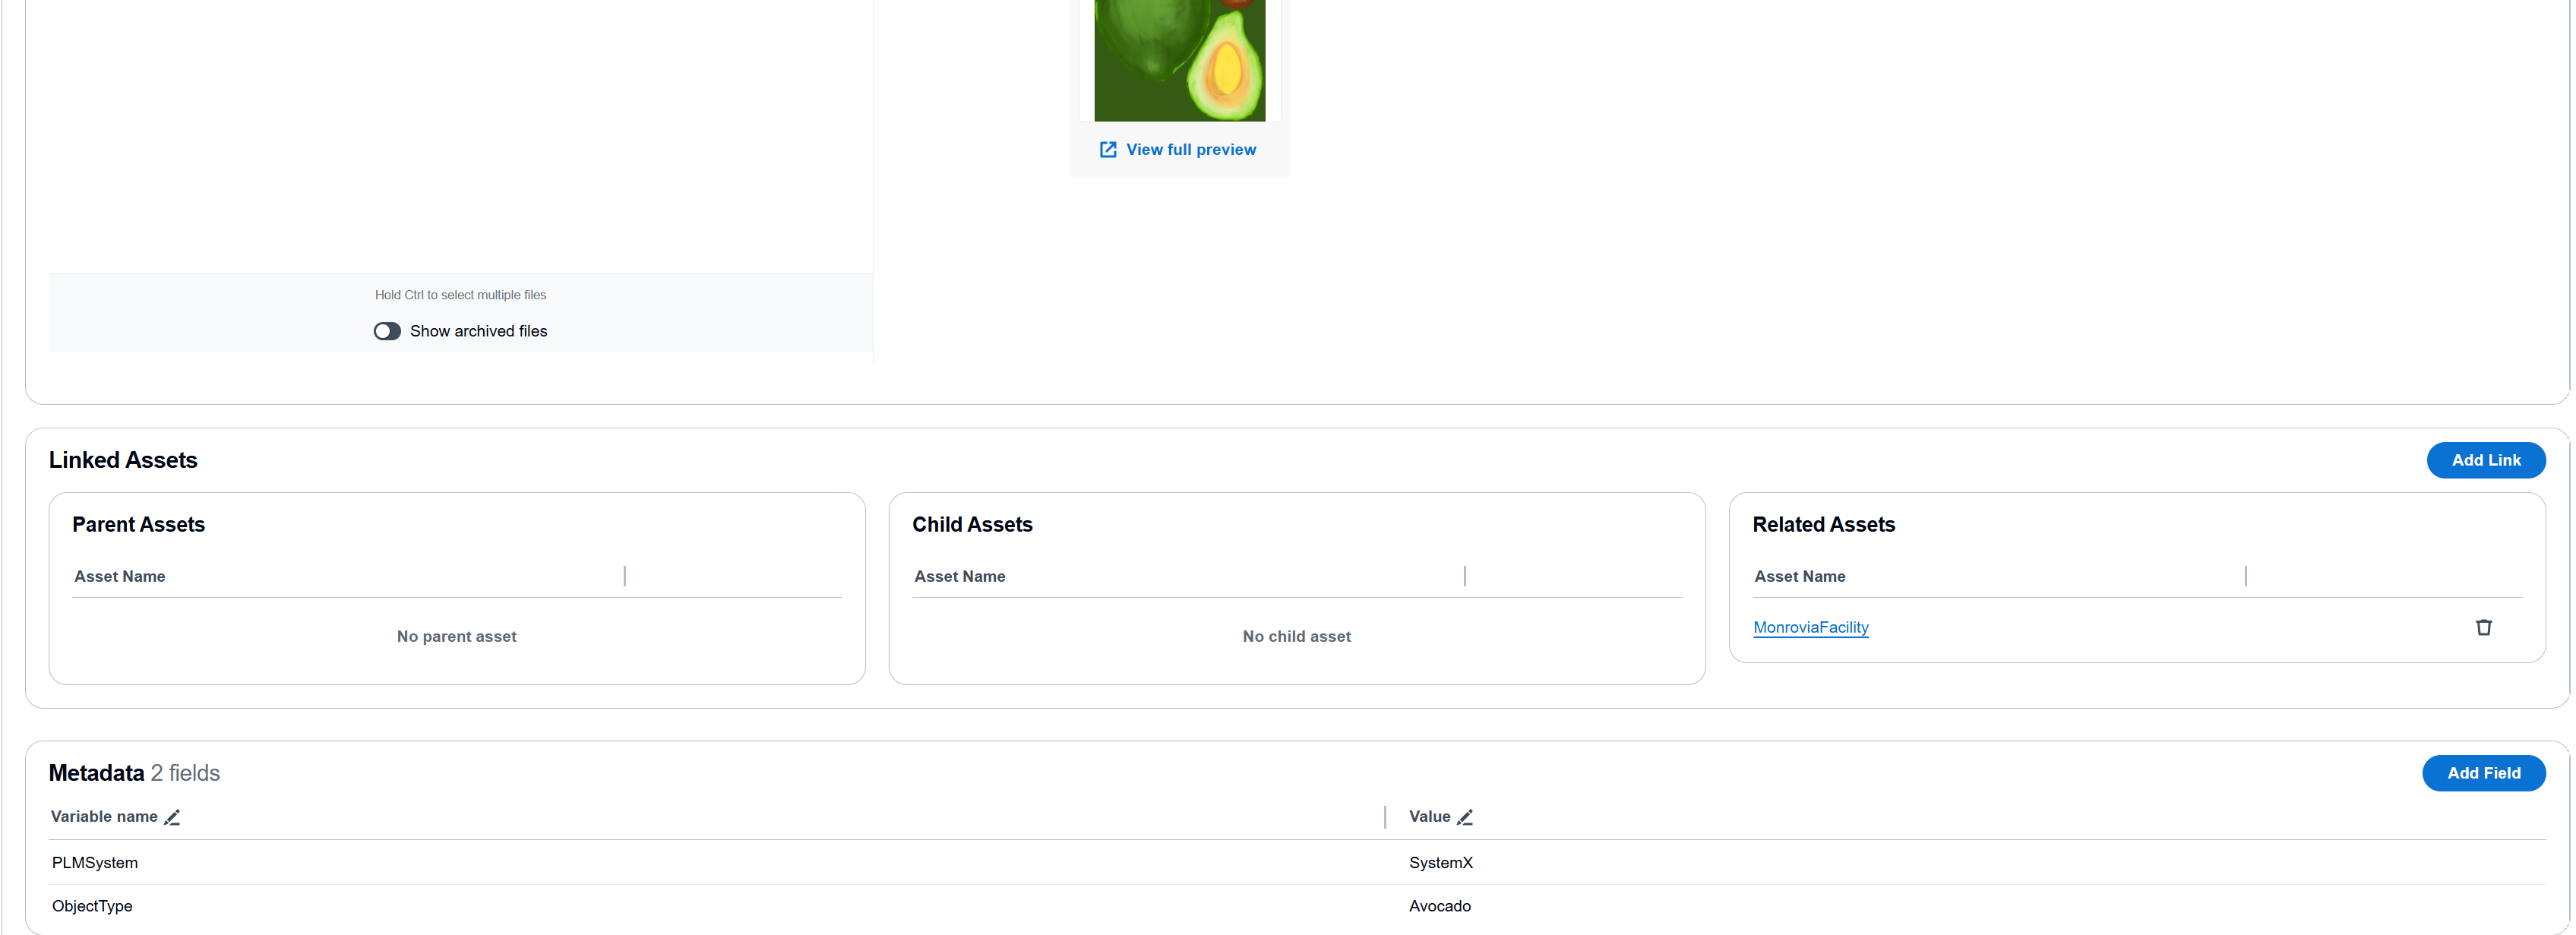 View full preview
Hold Ctrl to select multiple files
Show archived files
Linked Assets
Add Link
Parent Assets
Asset Name
No parent asset
Child Assets
Asset Name
No child asset
Related Assets
Asset Name
MonroviaFacility
Metadata 2 fields
Add Field
Variable name
Value
PLMSystem
SystemX
ObjectType
Avocado